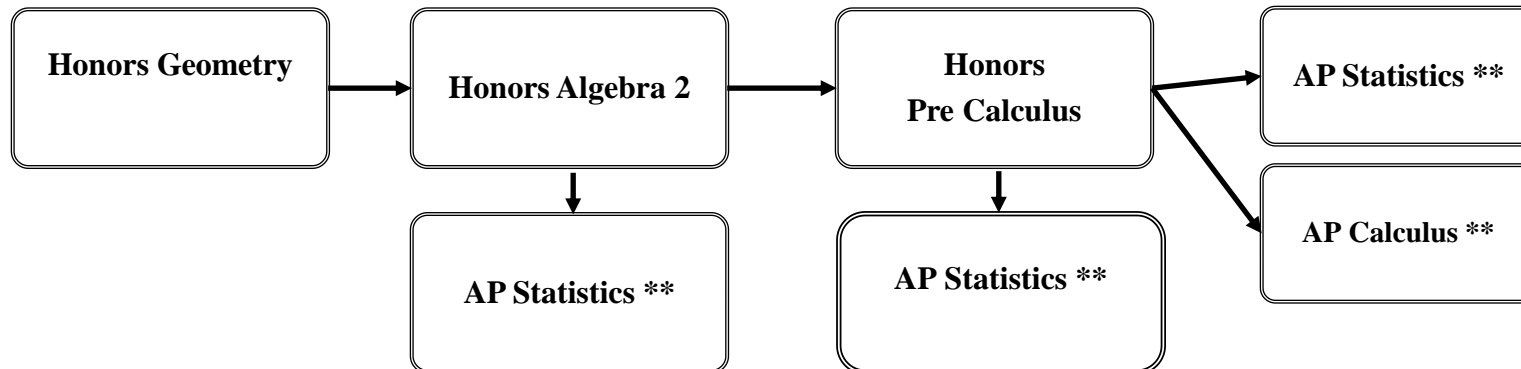 Honors Geometry
Honors Algebra 2
Honors
Pre Calculus
AP Statistics **
AP Calculus **
AP Statistics **
AP Statistics **